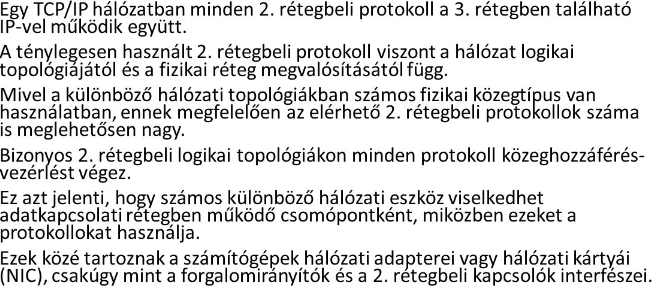 Egy TCP/IP hálózatban minden 2. rétegbeli protokoll a 3. rétegben található
IP-vel működik együtt.
A ténylegesen használt 2. rétegbeli protokoll viszont a hálózat logikai
topológiájától és a fizikai réteg megvalósításától függ.
Mivel a különböző hálózati topológiákban számos fizikai közegtípus van
használatban, ennek megfelelően az elérhető 2. rétegbeli protokollok száma
is meglehetősen nagy.
Bizonyos 2. rétegbeli logikai topológiákon minden protokoll közeghozzáférés-
vezérlést végez.
Ez azt jelenti, hogy számos különböző hálózati eszköz viselkedhet
adatkapcsolati rétegben működő csomópontként, miközben ezeket a
protokollokat használja.
Ezek közé tartoznak a számítógépek hálózati adapterei vagy hálózati kártyái
(NIC), csakúgy mint a forgalomirányítók és a 2. rétegbeli kapcsolók interfészei.